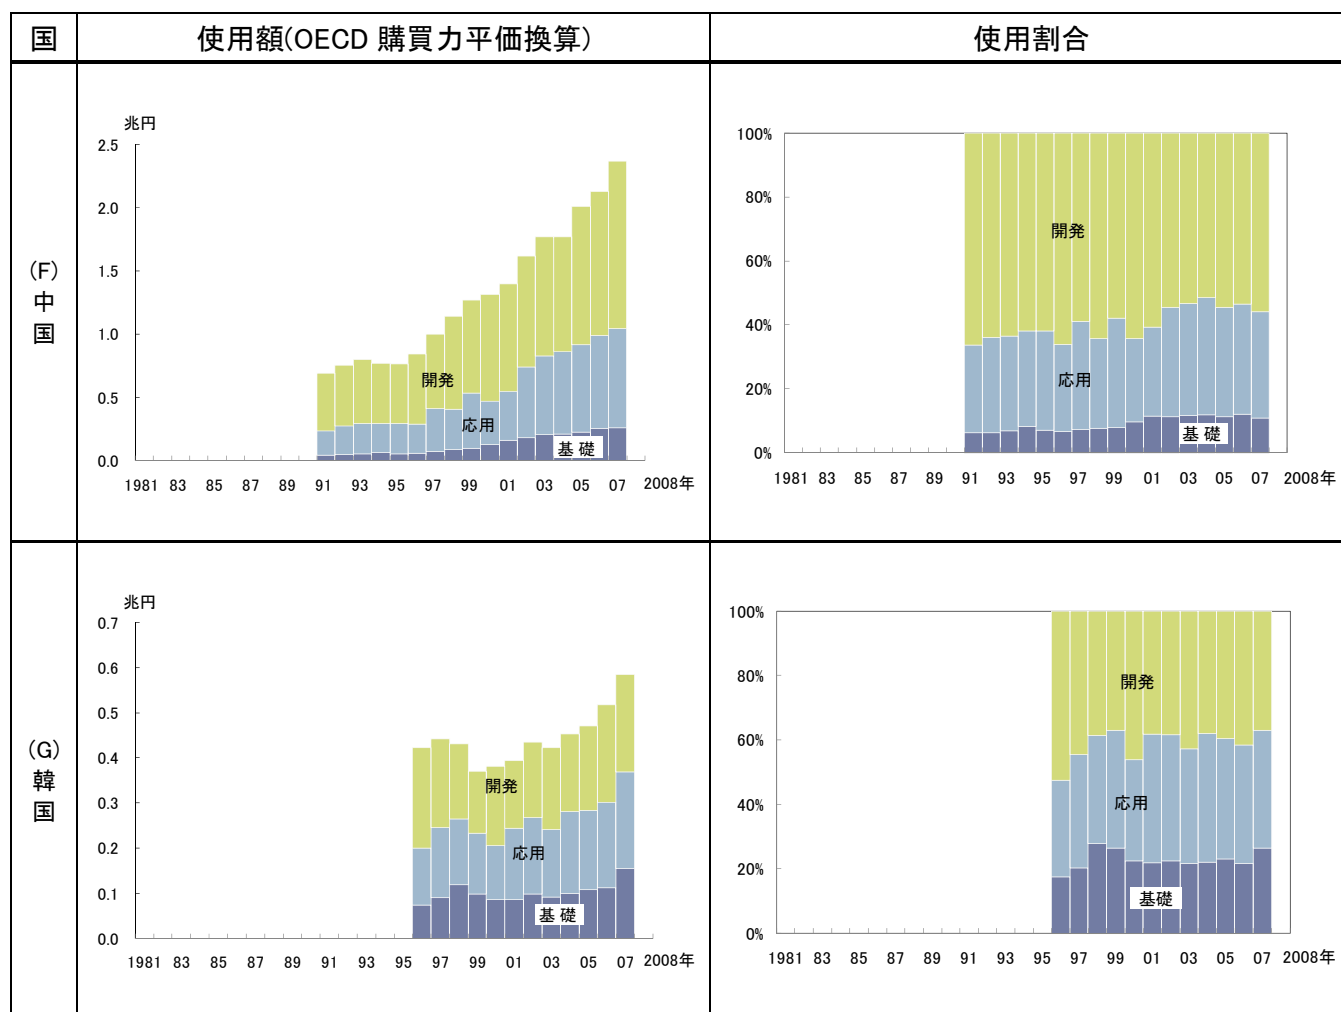 国 使用額(OECD 購買力平価換算) 使用割合
(F)
中
国
兆円
2.5
2.0
1.5
1.0
0.5
0.0
開発
応用
基礎
1981 83 85 87 89 91 93 95 97 99 01 03 05 07 2008年
100%
80%
60%
40%
20%
0%
開発
応用
基礎
1981 83 85 87 89 91 93 95 97 99 01 03 05 07 2008年
(G)
韓
国
兆円
0.7
0.6
0.5
0.4
0.3
0.2
0.1
0.0
開発
応用
基礎
1981 83 85 87 89 91 93 95 97 99 01 03 05 07 2008年
100%
80%
60%
40%
20%
0%
開発
応用
基礎
1981 83 85 87 89 91 93 95 97 99 01 03 05 07 2008年